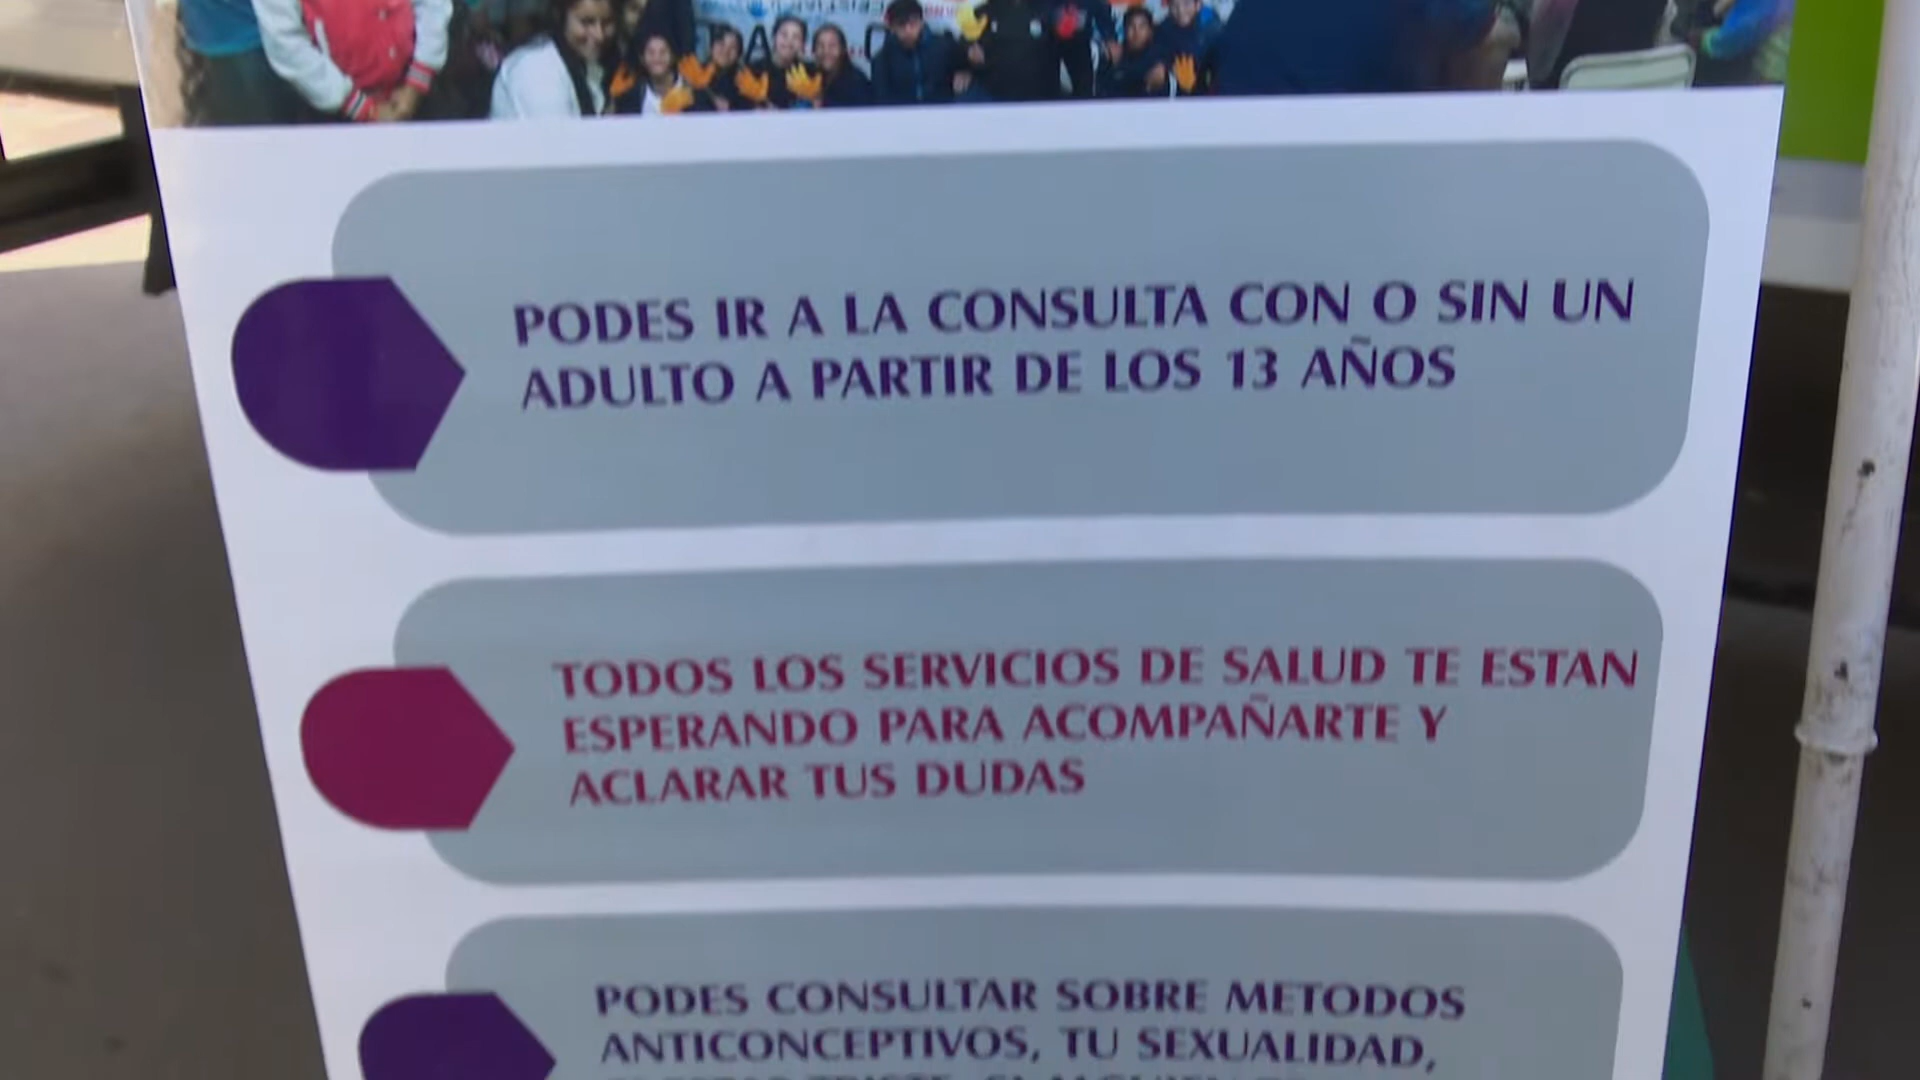 PODES IR A LA CONSULTA CON O SIN UN
ADULTO A PARTIR DE LOS 13 AÑOS
TODOS LOS SERVICIOS DE SALUD TE ESTAN
ESPERANDO PARA ACOMPAÑARTE Y
ACLARAR TUS DUDAS
PODES CONSULTAR SOBRE METODOS
ANTICONCEPTIVOS, TU SEXUALIDAD,